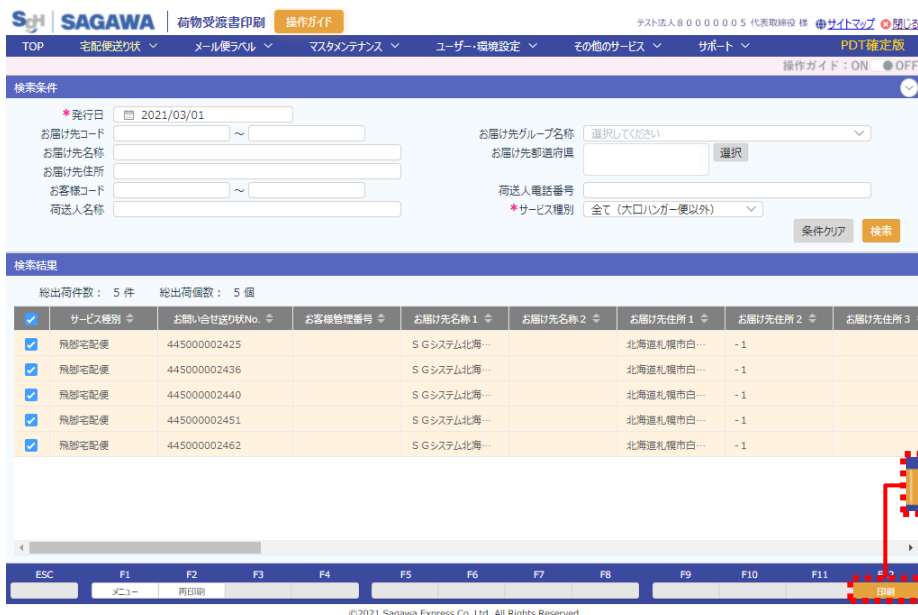 SGH SAGAWA 荷物受渡書印刷 操作ガイド テスト法人80000005 代表取締役 様 サイトマップ 閉じる
TOP 宅配便送り状 メール便ラベル マスタメンテナンス ユーザー・環境設定 その他のサービス サポート PDT確定版
操作ガイド:ON OFF
検索条件
*発行日 2021/03/01
お届け先コード ~ お届け先グループ名称 選択してください
お届け先名称 お届け先都道府県 選択
お届け先住所
お客様コード ~ 荷送人電話番号
荷送人名称 *サービス種別 全て(大口ハンガー便以外)
条件クリア 検索
検索結果
総出荷件数: 5 件 総出荷個数: 5 個
サービス種別 お問い合せ送り状No. お客様管理番号 お届け先名称1 お届け先名称2 お届け先住所1 お届け先住所2 お届け先住所3
飛脚宅配便 445000002425 SGシステム北海… 北海道札幌市白… -1
飛脚宅配便 445000002436 SGシステム北海… 北海道札幌市白… -1
飛脚宅配便 445000002440 SGシステム北海… 北海道札幌市白… -1
飛脚宅配便 445000002451 SGシステム北海… 北海道札幌市白… -1
飛脚宅配便 445000002462 SGシステム北海… 北海道札幌市白… -1
ESC F1 F2 F3 F4 F5 F6 F7 F8 F9 F10 F11
メニュー 再印刷 印刷
©2021 Sagawa Express Co.,Ltd. All Rights Reserved.